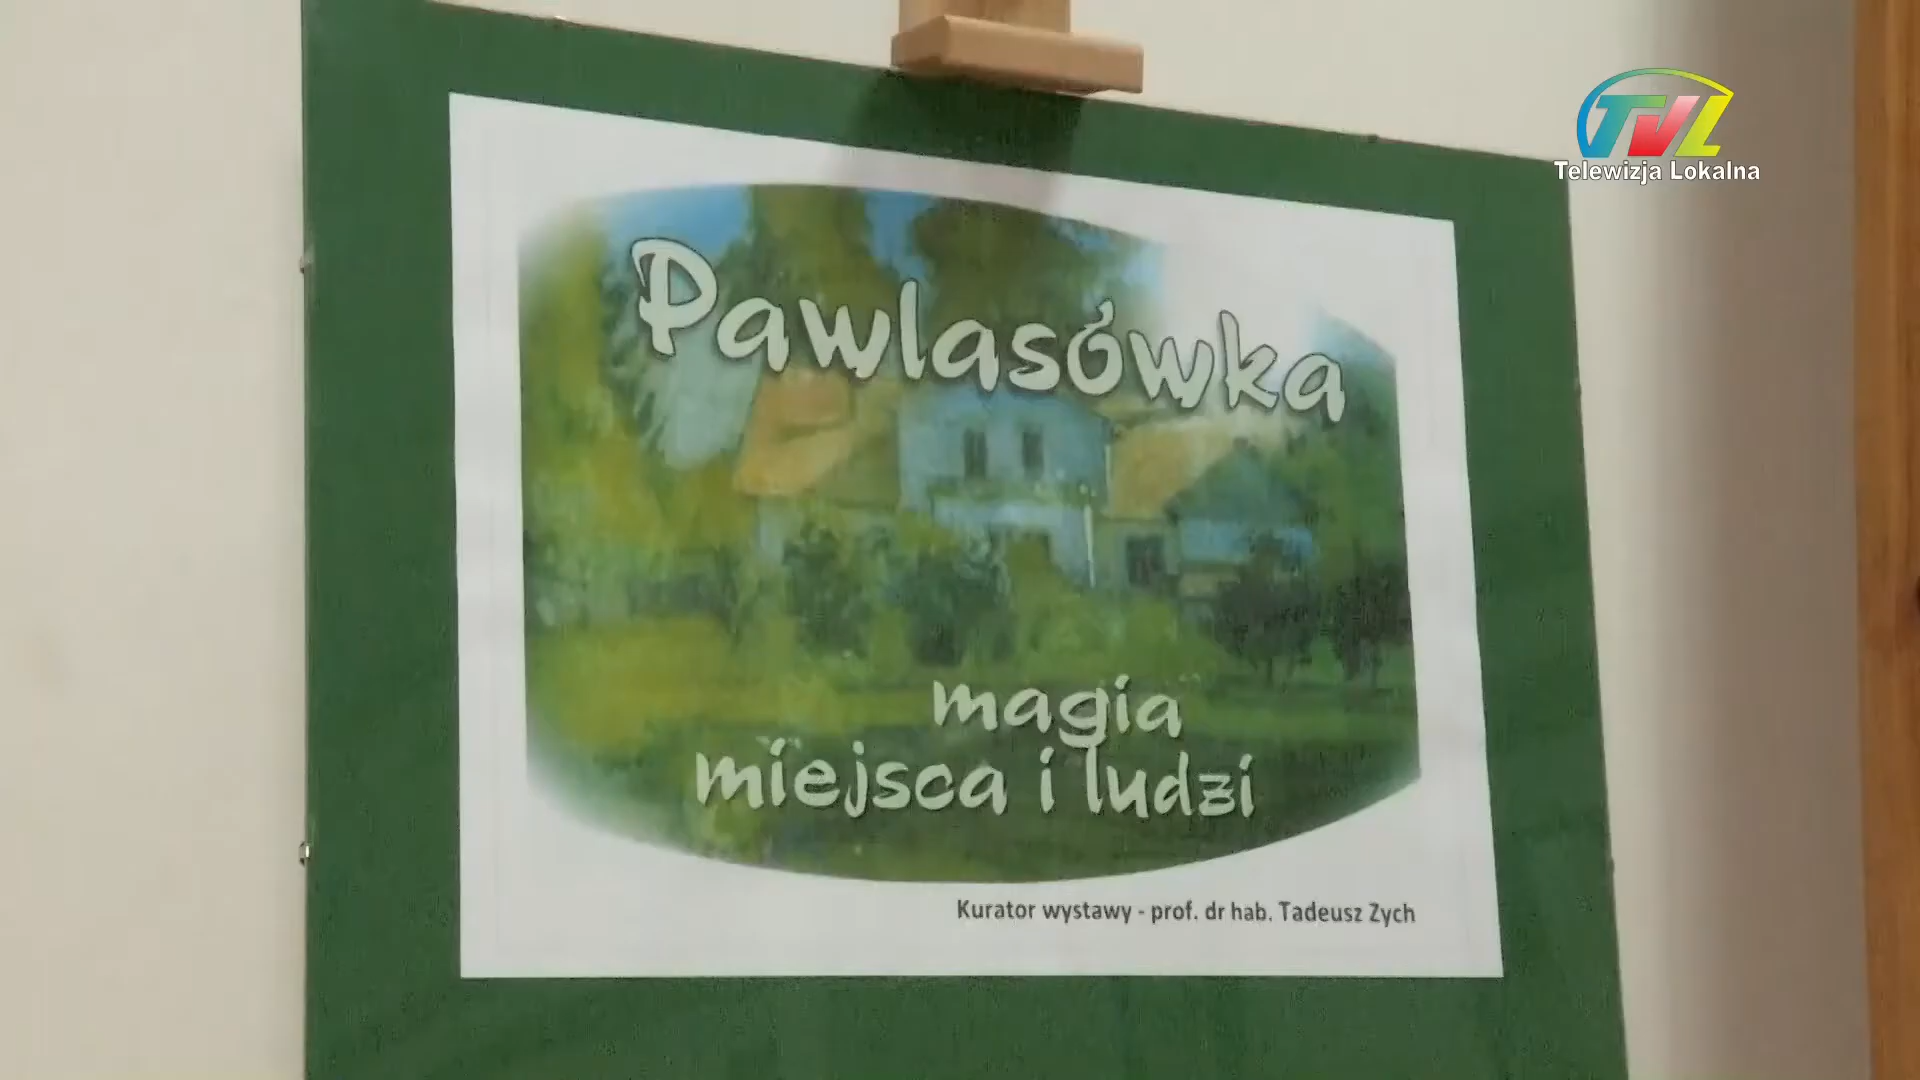 TVL
Telewizja Lokalna
Pawlasówka
magia
miejsca i ludzi
Kurator wystawy - prof. dr hab. Tadeusz Zych